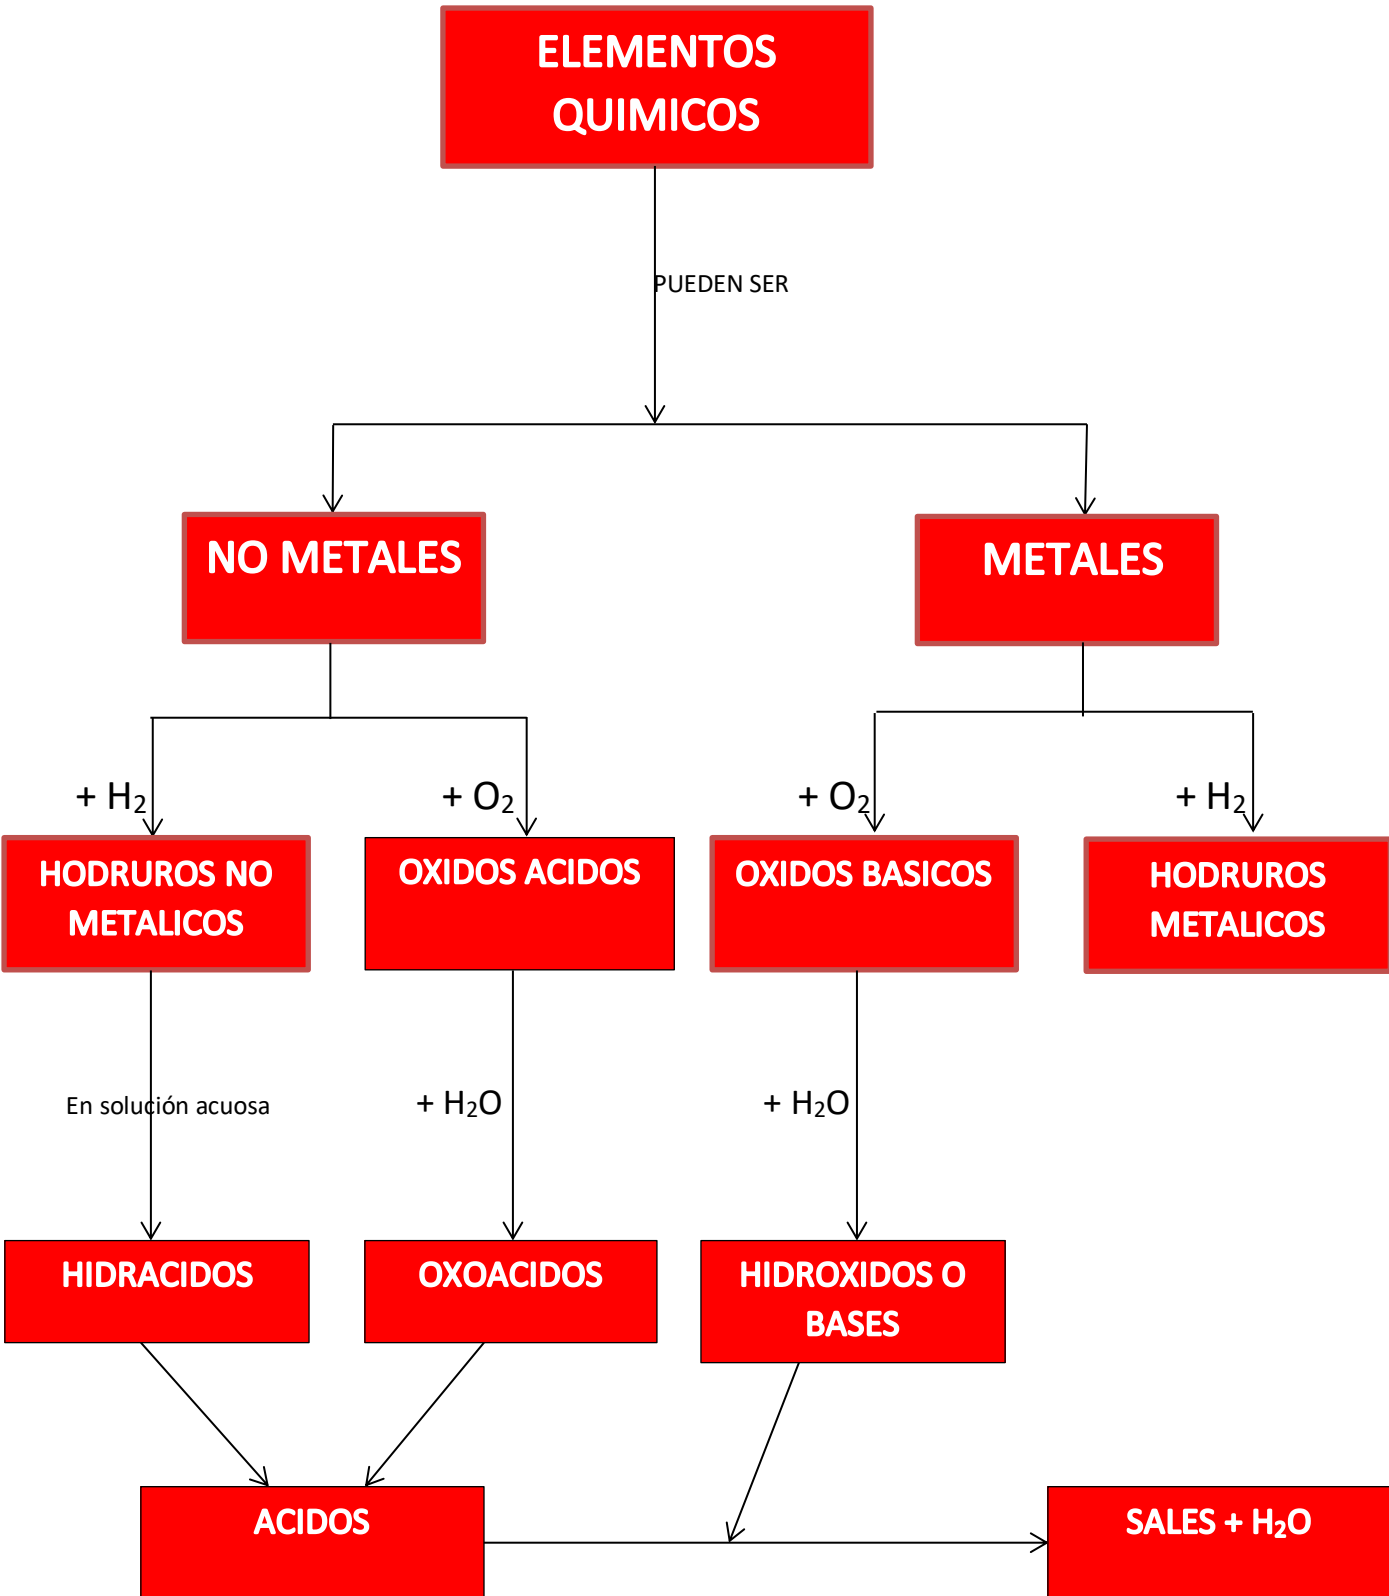 ELEMENTOS
QUIMICOS
PUEDEN SER
NO METALES
METALES
+ H₂
+ O₂
+ O₂
+ H₂
HODRUROS NO
METALICOS
OXIDOS ACIDOS
OXIDOS BASICOS
HODRUROS
METALICOS
En solución acuosa
+ H₂O
+ H₂O
HIDRACIDOS
OXOACIDOS
HIDROXIDOS O
BASES
ACIDOS
SALES + H₂O